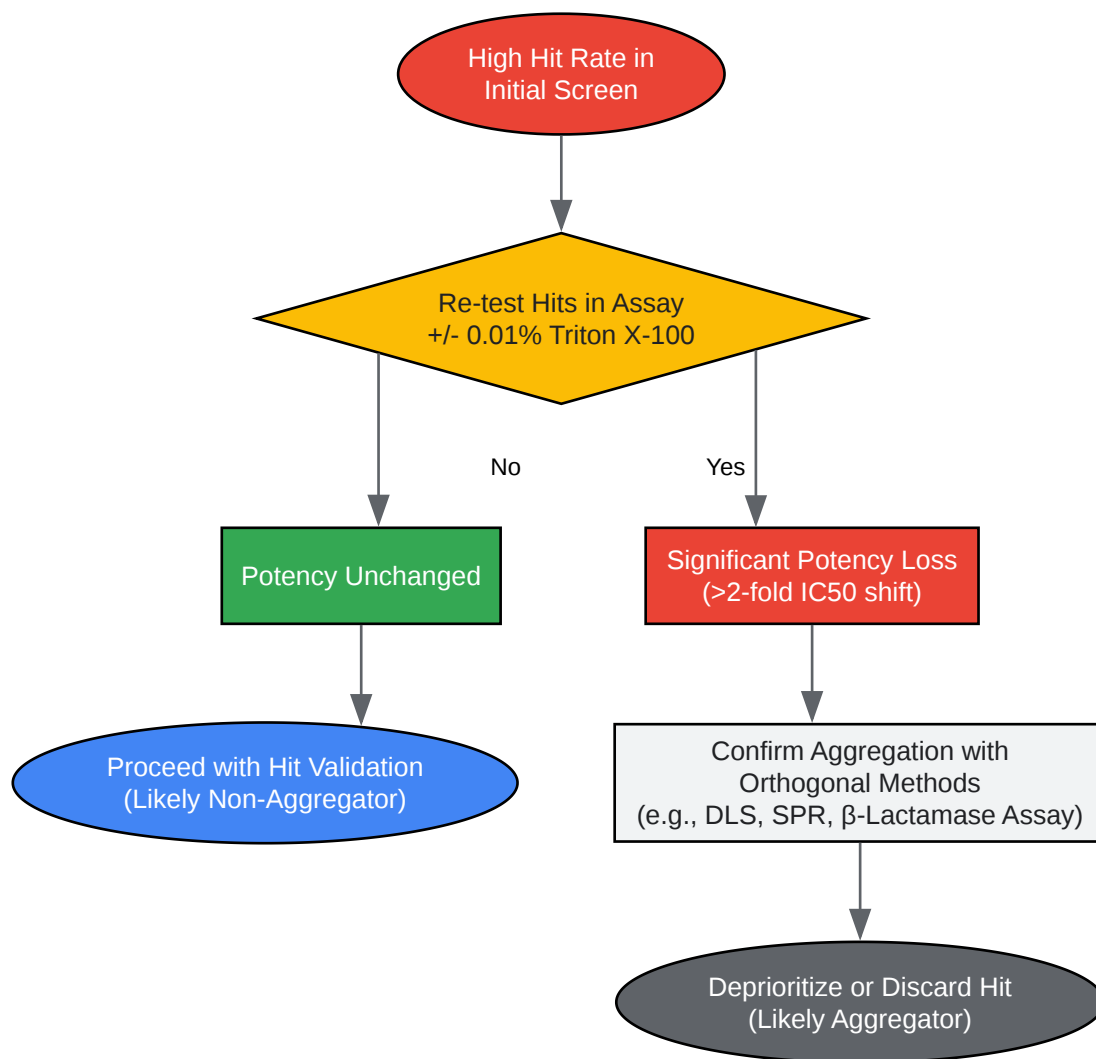 High Hit Rate in
Initial Screen
Re-test Hits in Assay
+/- 0.01% Triton X-100
No
Yes
Potency Unchanged
Significant Potency Loss
(>2-fold IC50 shift)
Proceed with Hit Validation
(Likely Non-Aggregator)
Confirm Aggregation with
Orthogonal Methods
(e.g., DLS, SPR, β-Lactamase Assay)
Deprioritize or Discard Hit
(Likely Aggregator)